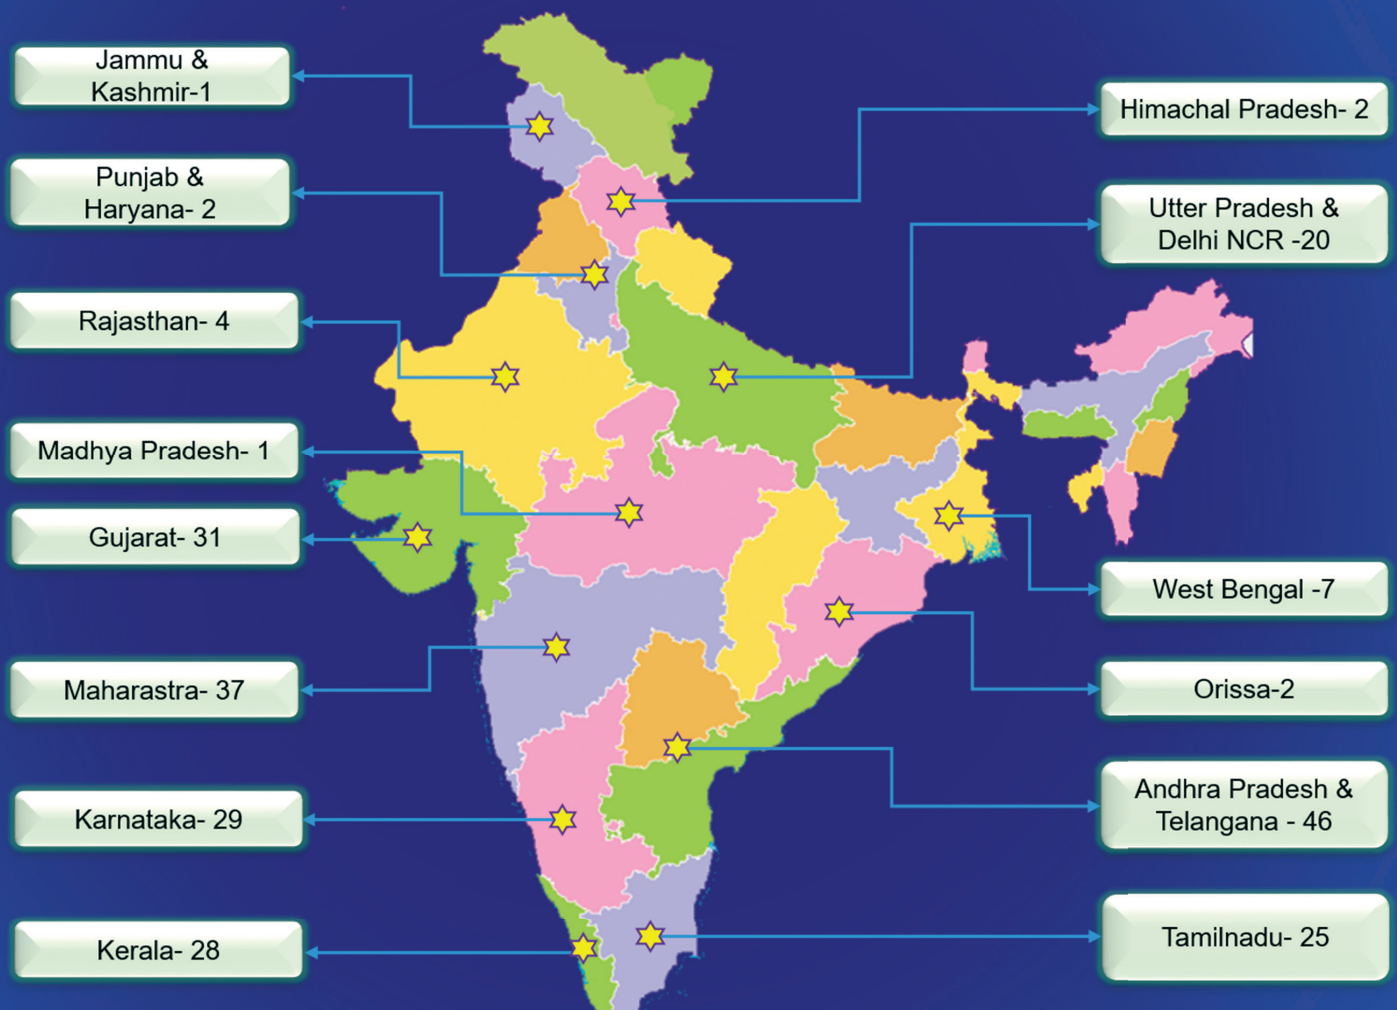 Jammu &
Kashmir-1
Punjab &
Haryana- 2
Rajasthan- 4
Madhya Pradesh- 1
Gujarat- 31
Maharastra- 37
Karnataka- 29
Kerala- 28
Himachal Pradesh- 2
Utter Pradesh &
Delhi NCR -20
West Bengal -7
Orissa-2
Andhra Pradesh &
Telangana - 46
Tamilnadu- 25